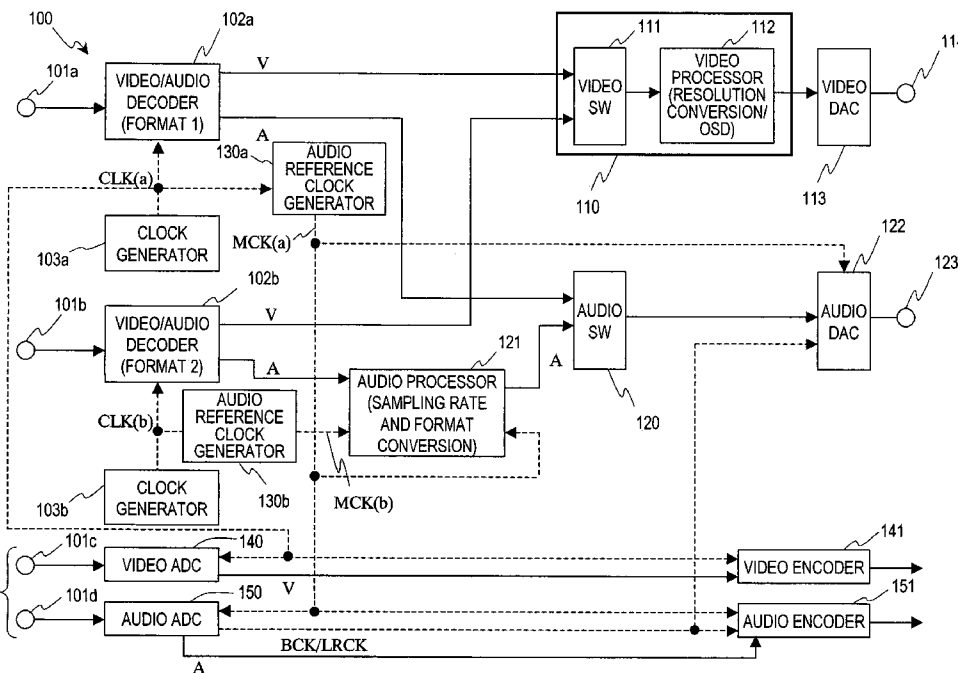 100
102a
101a
VIDEO/AUDIO
DECODER
(FORMAT 1)
V
A
111
112
VIDEO
SW
VIDEO
PROCESSOR
(RESOLUTION
CONVERSION/
OSD)
VIDEO
DAC
110
113
130a
AUDIO
REFERENCE
CLOCK
GENERATOR
CLK(a)
CLOCK
GENERATOR
103a
MCK(a)
102b
101b
VIDEO/AUDIO
DECODER
(FORMAT 2)
V
A
121
AUDIO PROCESSOR
(SAMPLING RATE
AND FORMAT
CONVERSION)
A
AUDIO
SW
120
122
123
AUDIO
DAC
CLK(b)
AUDIO
REFERENCE
CLOCK
GENERATOR
130b
MCK(b)
CLOCK
GENERATOR
103b
101c
140
VIDEO ADC
V
141
VIDEO ENCODER
101d
150
AUDIO ADC
151
AUDIO ENCODER
BCK/LRCK
A